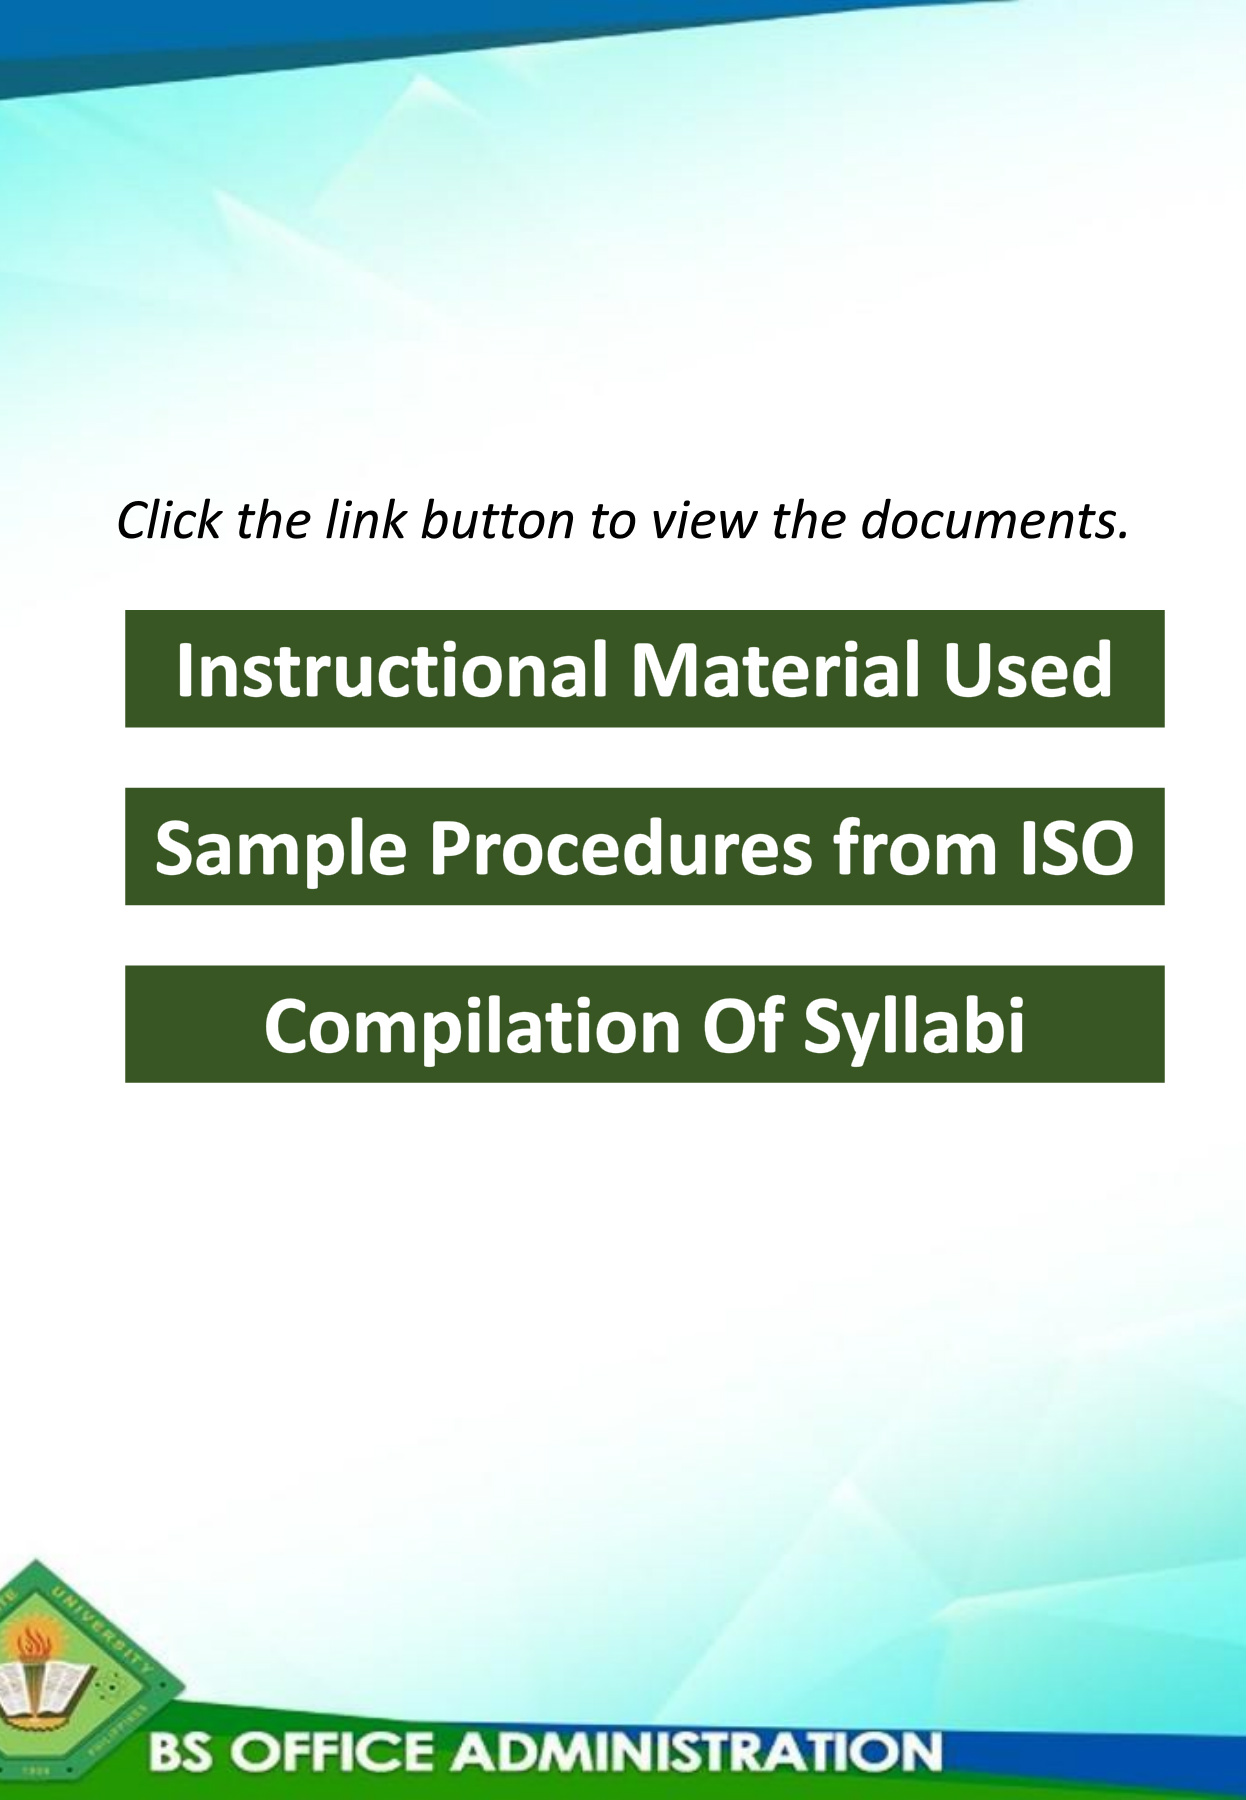 Click the link button to view the documents.
Instructional Material Used
Sample Procedures from ISO
Compilation Of Syllabi
UNIVERSITY
PHILIPPINES
BS OFFICE ADMINISTRATION